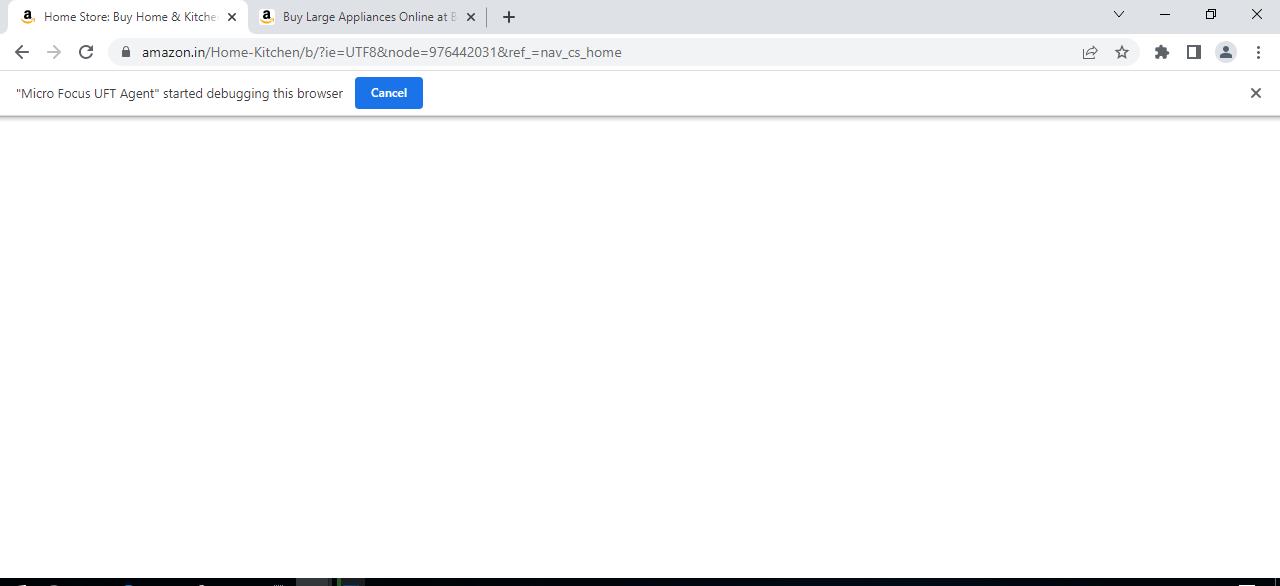 Home Store: Buy Home & Kitche
Buy Large Appliances Online at B
amazon.in/Home-Kitchen/b/?ie=UTF8&node=976442031&ref_=nav_cs_home
"Micro Focus UFT Agent" started debugging this browser
Cancel